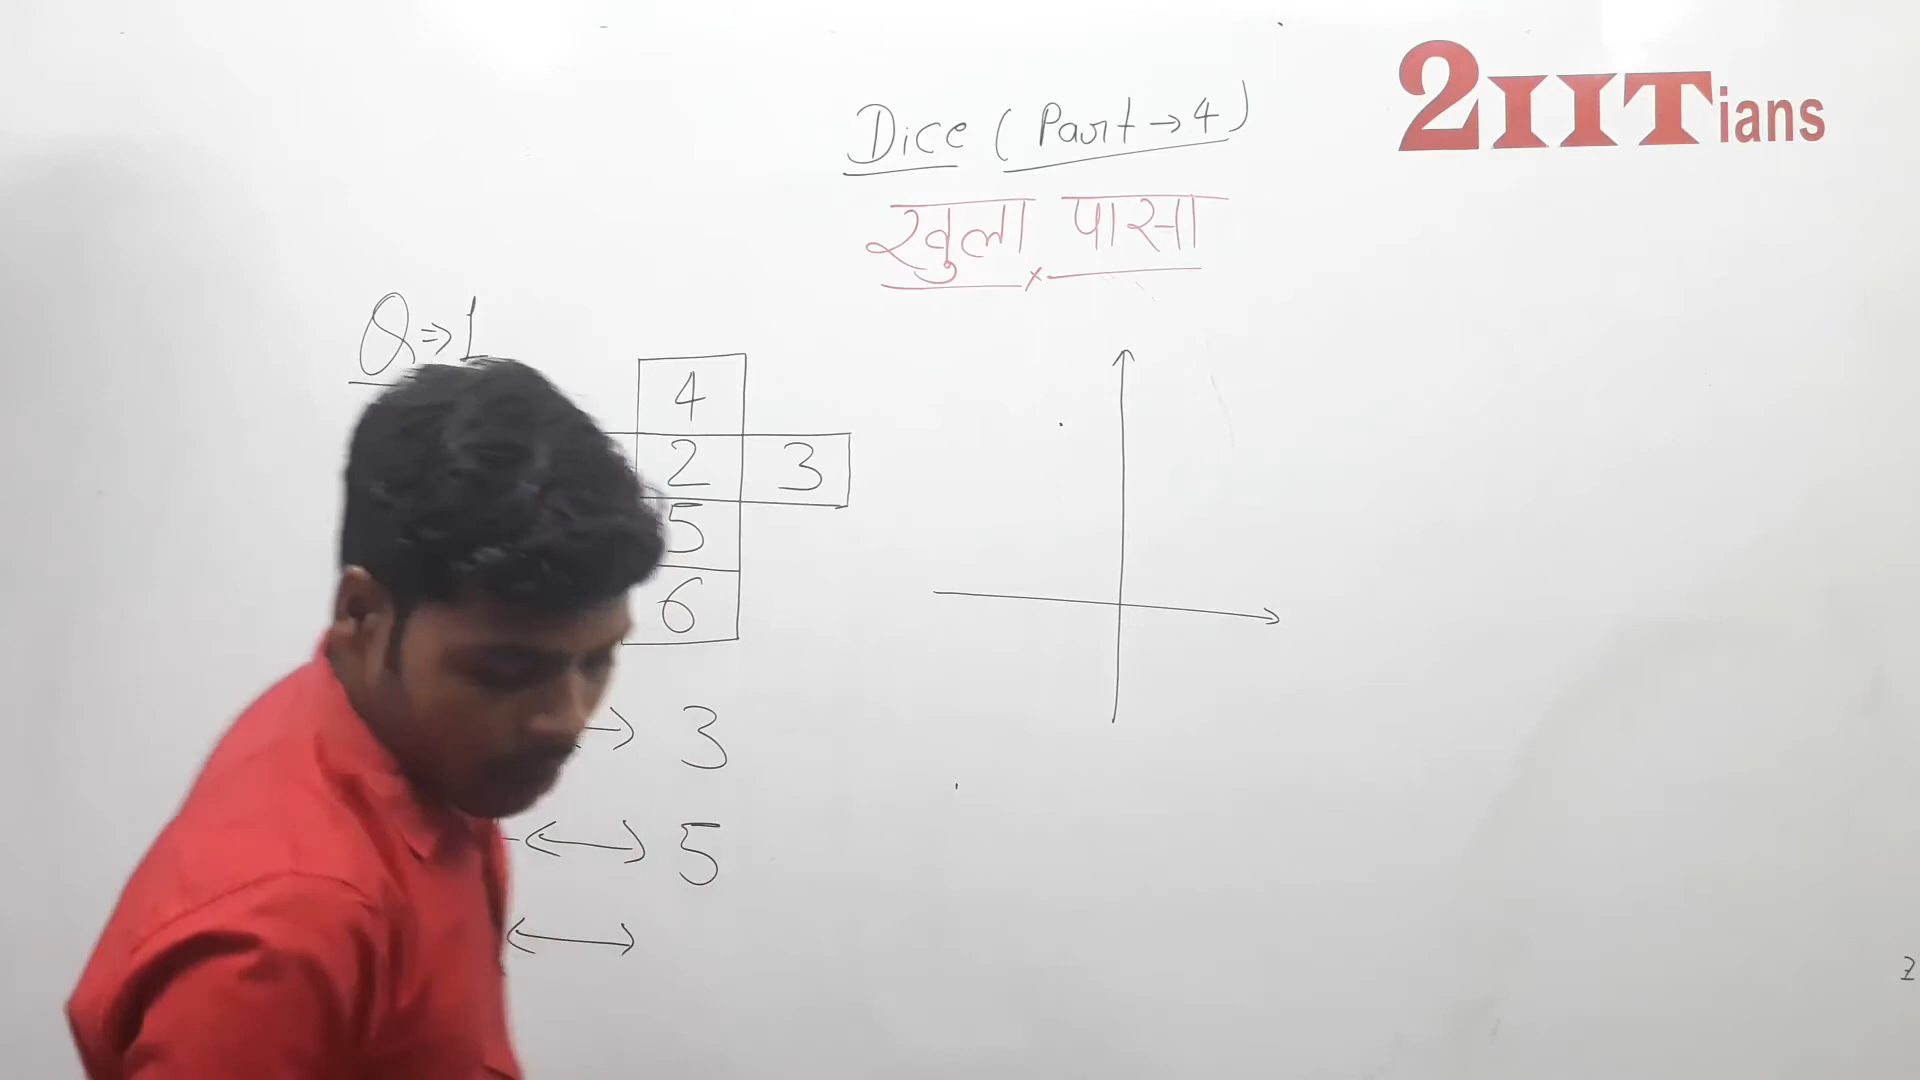 2IITians
Dice (Part → 4)
खुला पासा
Q ⇒ 1
4
2 3
5
6
→ 3
↔ 5
↔
z